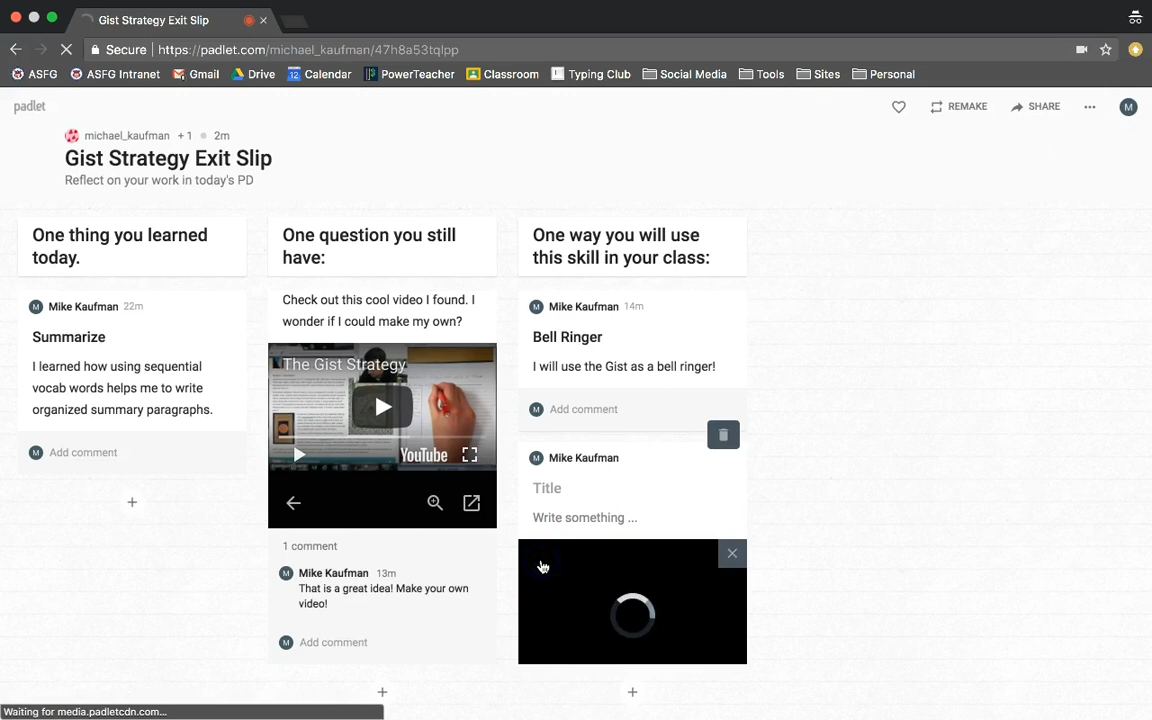 Gist Strategy Exit Slip
Secure
https://padlet.com/michael_kaufman/47h8a53tqlpp
ASFG
ASFG Intranet
Gmail
Drive
12
Calendar
PowerTeacher
Classroom
Typing Club
Social Media
Tools
Sites
Personal
padlet
REMAKE
SHARE
M
michael_kaufman +1 2m
Gist Strategy Exit Slip
Reflect on your work in today's PD
One thing you learned
today.
M Mike Kaufman 22m
Summarize
I learned how using sequential
vocab words helps me to write
organized summary paragraphs.
M Add comment
One question you still
have:
Check out this cool video I found. I
wonder if I could make my own?
The Gist Strategy
YouTube
1 comment
M Mike Kaufman 13m
That is a great idea! Make your own
video!
M Add comment
One way you will use
this skill in your class:
M Mike Kaufman 14m
Bell Ringer
I will use the Gist as a bell ringer!
M Add comment
M Mike Kaufman
Title
Write something ...
Waiting for media.padletcdn.com...